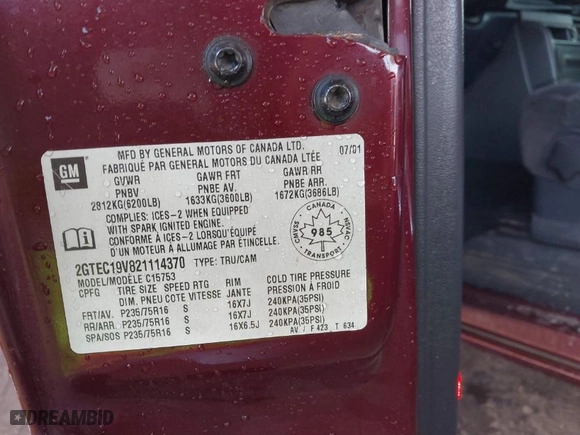 MFD BY GENERAL MOTORS OF CANADA LTD.
FABRIQUÉ PAR GENERAL MOTORS DU CANADA LTÉE
07/01
GM
GVWR GAWR FRT GAWR RR
PNBV PNBE AV. PNBE ARR.
2812KG(6200LB) 1633KG(3600LB) 1672KG(3686LB)
COMPLIES: ICES-2 WHEN EQUIPPED
WITH SPARK IGNITED ENGINE.
CONFORME À ICES-2 LORSQU'ÉQUIPÉ
D'UN MOTEUR À ALLUMAGE PAR ÉTINCELLE.
CANADA
985
TRANSPORT
2GTEC19V821114370 TYPE: TRU/CAM
MODEL/MODÈLE C15753
CPFG TIRE SIZE SPEED RTG RIM COLD TIRE PRESSURE
DIM. PNEU COTE VITESSE JANTE PRESSION À FROID
FRT/AV. P235/75R16 S 16X7J 240KPA(35PSI)
RR/ARR. P235/75R16 S 16X7J 240KPA(35PSI)
SPA/SOS P235/75R16 S 16X6.5J 240KPA(35PSI)
AV / F 423 T 634
DREAMBID